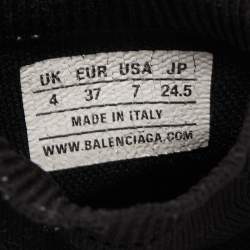 UK EUR USA JP
4 37 7 24.5
MADE IN ITALY
WWW.BALENCIAGA.COM